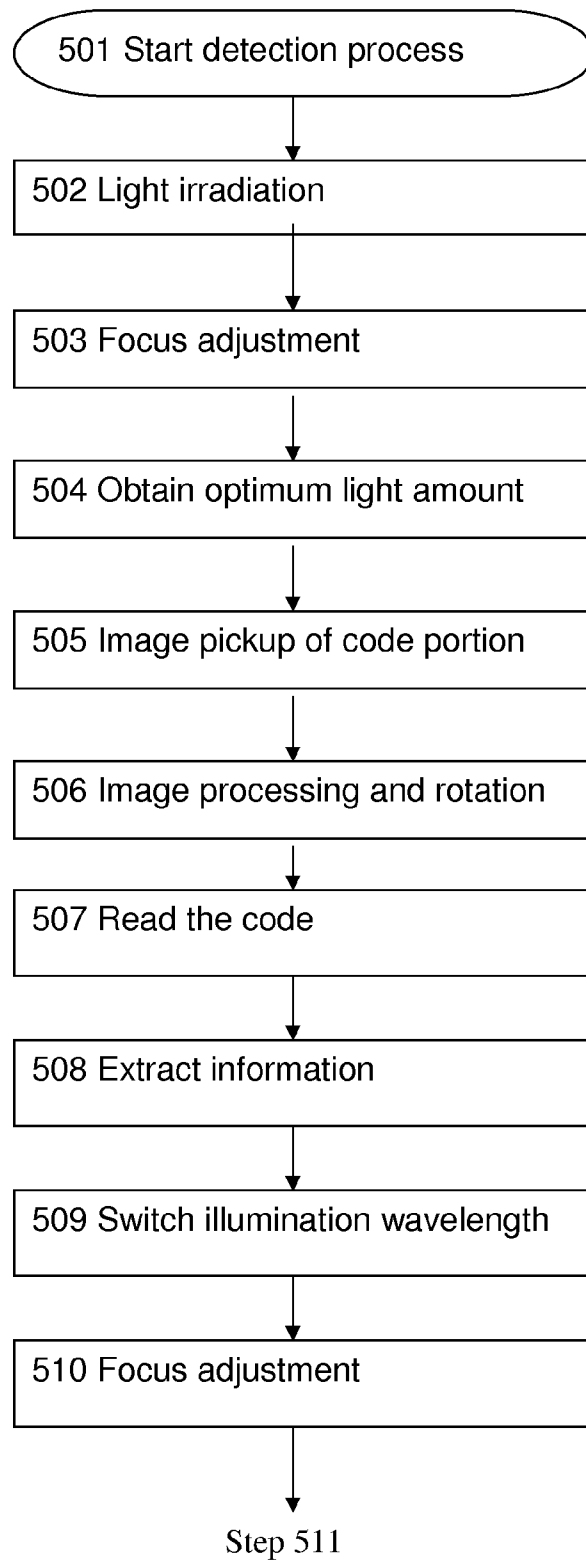 501 Start detection process
502 Light irradiation
503 Focus adjustment
504 Obtain optimum light amount
505 Image pickup of code portion
506 Image processing and rotation
507 Read the code
508 Extract information
509 Switch illumination wavelength
510 Focus adjustment
Step 511